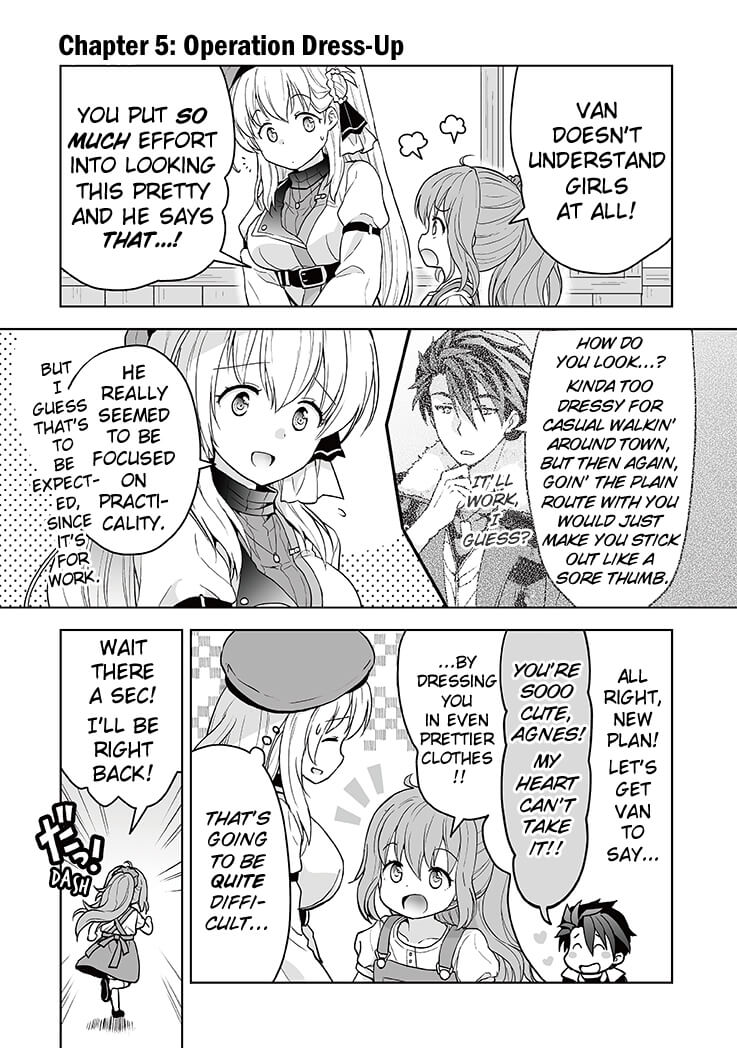 Chapter 5: Operation Dress-Up
VAN
DOESN'T
UNDERSTAND
GIRLS
AT ALL!
YOU PUT SO
MUCH EFFORT
INTO LOOKING
THIS PRETTY
AND HE SAYS
THAT...!
HOW DO
YOU LOOK...?
KINDA TOO
DRESSY FOR
CASUAL WALKIN'
AROUND TOWN,
BUT THEN AGAIN,
GOIN' THE PLAIN
ROUTE WITH YOU
WOULD JUST
MAKE YOU STICK
OUT LIKE A
SORE THUMB.
IT'LL
WORK,
I
GUESS?
HE
REALLY
SEEMED
TO BE
FOCUSED
ON
PRACTI-
CALITY.
BUT
I
GUESS
THAT'S
TO
BE
EXPECT-
ED,
SINCE
IT'S
FOR
WORK.
ALL
RIGHT,
NEW
PLAN!
LET'S
GET
VAN
TO
SAY...
YOU'RE
SOOO
CUTE,
AGNES!
MY
HEART
CAN'T
TAKE
IT!!
...BY
DRESSING
YOU
IN EVEN
PRETTIER
CLOTHES
!!
THAT'S
GOING
TO BE
QUITE
DIFFI-
CULT...
WAIT
THERE
A SEC!
I'LL BE
RIGHT
BACK!
だっ!
DASH